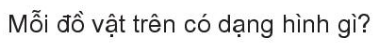 Mỗi đồ vật trên có dạng hình gì?